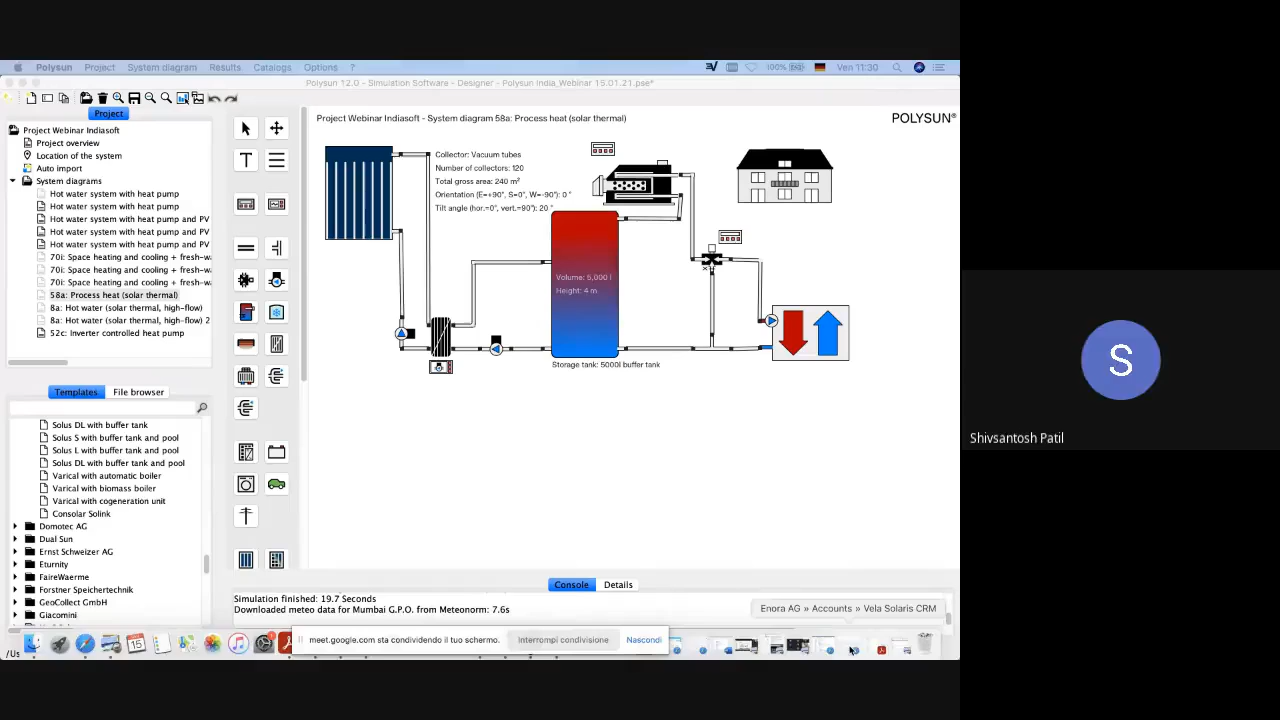 Polysun Project System diagram Results Catalogs Options ?
100% Ven 11:30
Polysun 12.0 - Simulation Software - Designer - Polysun India_Webinar 15.01.21.pse*
Project
Project Webinar Indiasoft
Project overview
Location of the system
Auto import
System diagrams
Hot water system with heat pump
Hot water system with heat pump
Hot water system with heat pump and PV
Hot water system with heat pump and PV
Hot water system with heat pump and PV
70i: Space heating and cooling + fresh-wa
70i: Space heating and cooling + fresh-wa
70i: Space heating and cooling + fresh-wa
58a: Process heat (solar thermal)
8a: Hot water (solar thermal, high-flow)
8a: Hot water (solar thermal, high-flow) 2
52c: Inverter controlled heat pump
Templates File browser
Solus DL with buffer tank
Solus S with buffer tank and pool
Solus L with buffer tank and pool
Solus DL with buffer tank and pool
Varical with automatic boiler
Varical with biomass boiler
Varical with cogeneration unit
Consolar Solink
Domotec AG
Dual Sun
Ernst Schweizer AG
Eturnity
FaireWaerme
Forstner Speichertechnik
GeoCollect GmbH
Giacomini
/Us
T
Project Webinar Indiasoft - System diagram 58a: Process heat (solar thermal)
POLYSUN®
Collector: Vacuum tubes
Number of collectors: 120
Total gross area: 240 m²
Orientation (E=+90°, S=0°, W=-90°): 0 °
Tilt angle (hor.=0°, vert.=90°): 20 °
Volume: 5,000 l
Height: 4 m
Storage tank: 5000l buffer tank
Console Details
Simulation finished: 19.7 Seconds
Downloaded meteo data for Mumbai G.P.O. from Meteonorm: 7.6s
Enora AG » Accounts » Vela Solaris CRM
meet.google.com sta condividendo il tuo schermo. Interrompi condivisione Nascondi
15
S
Shivsantosh Patil